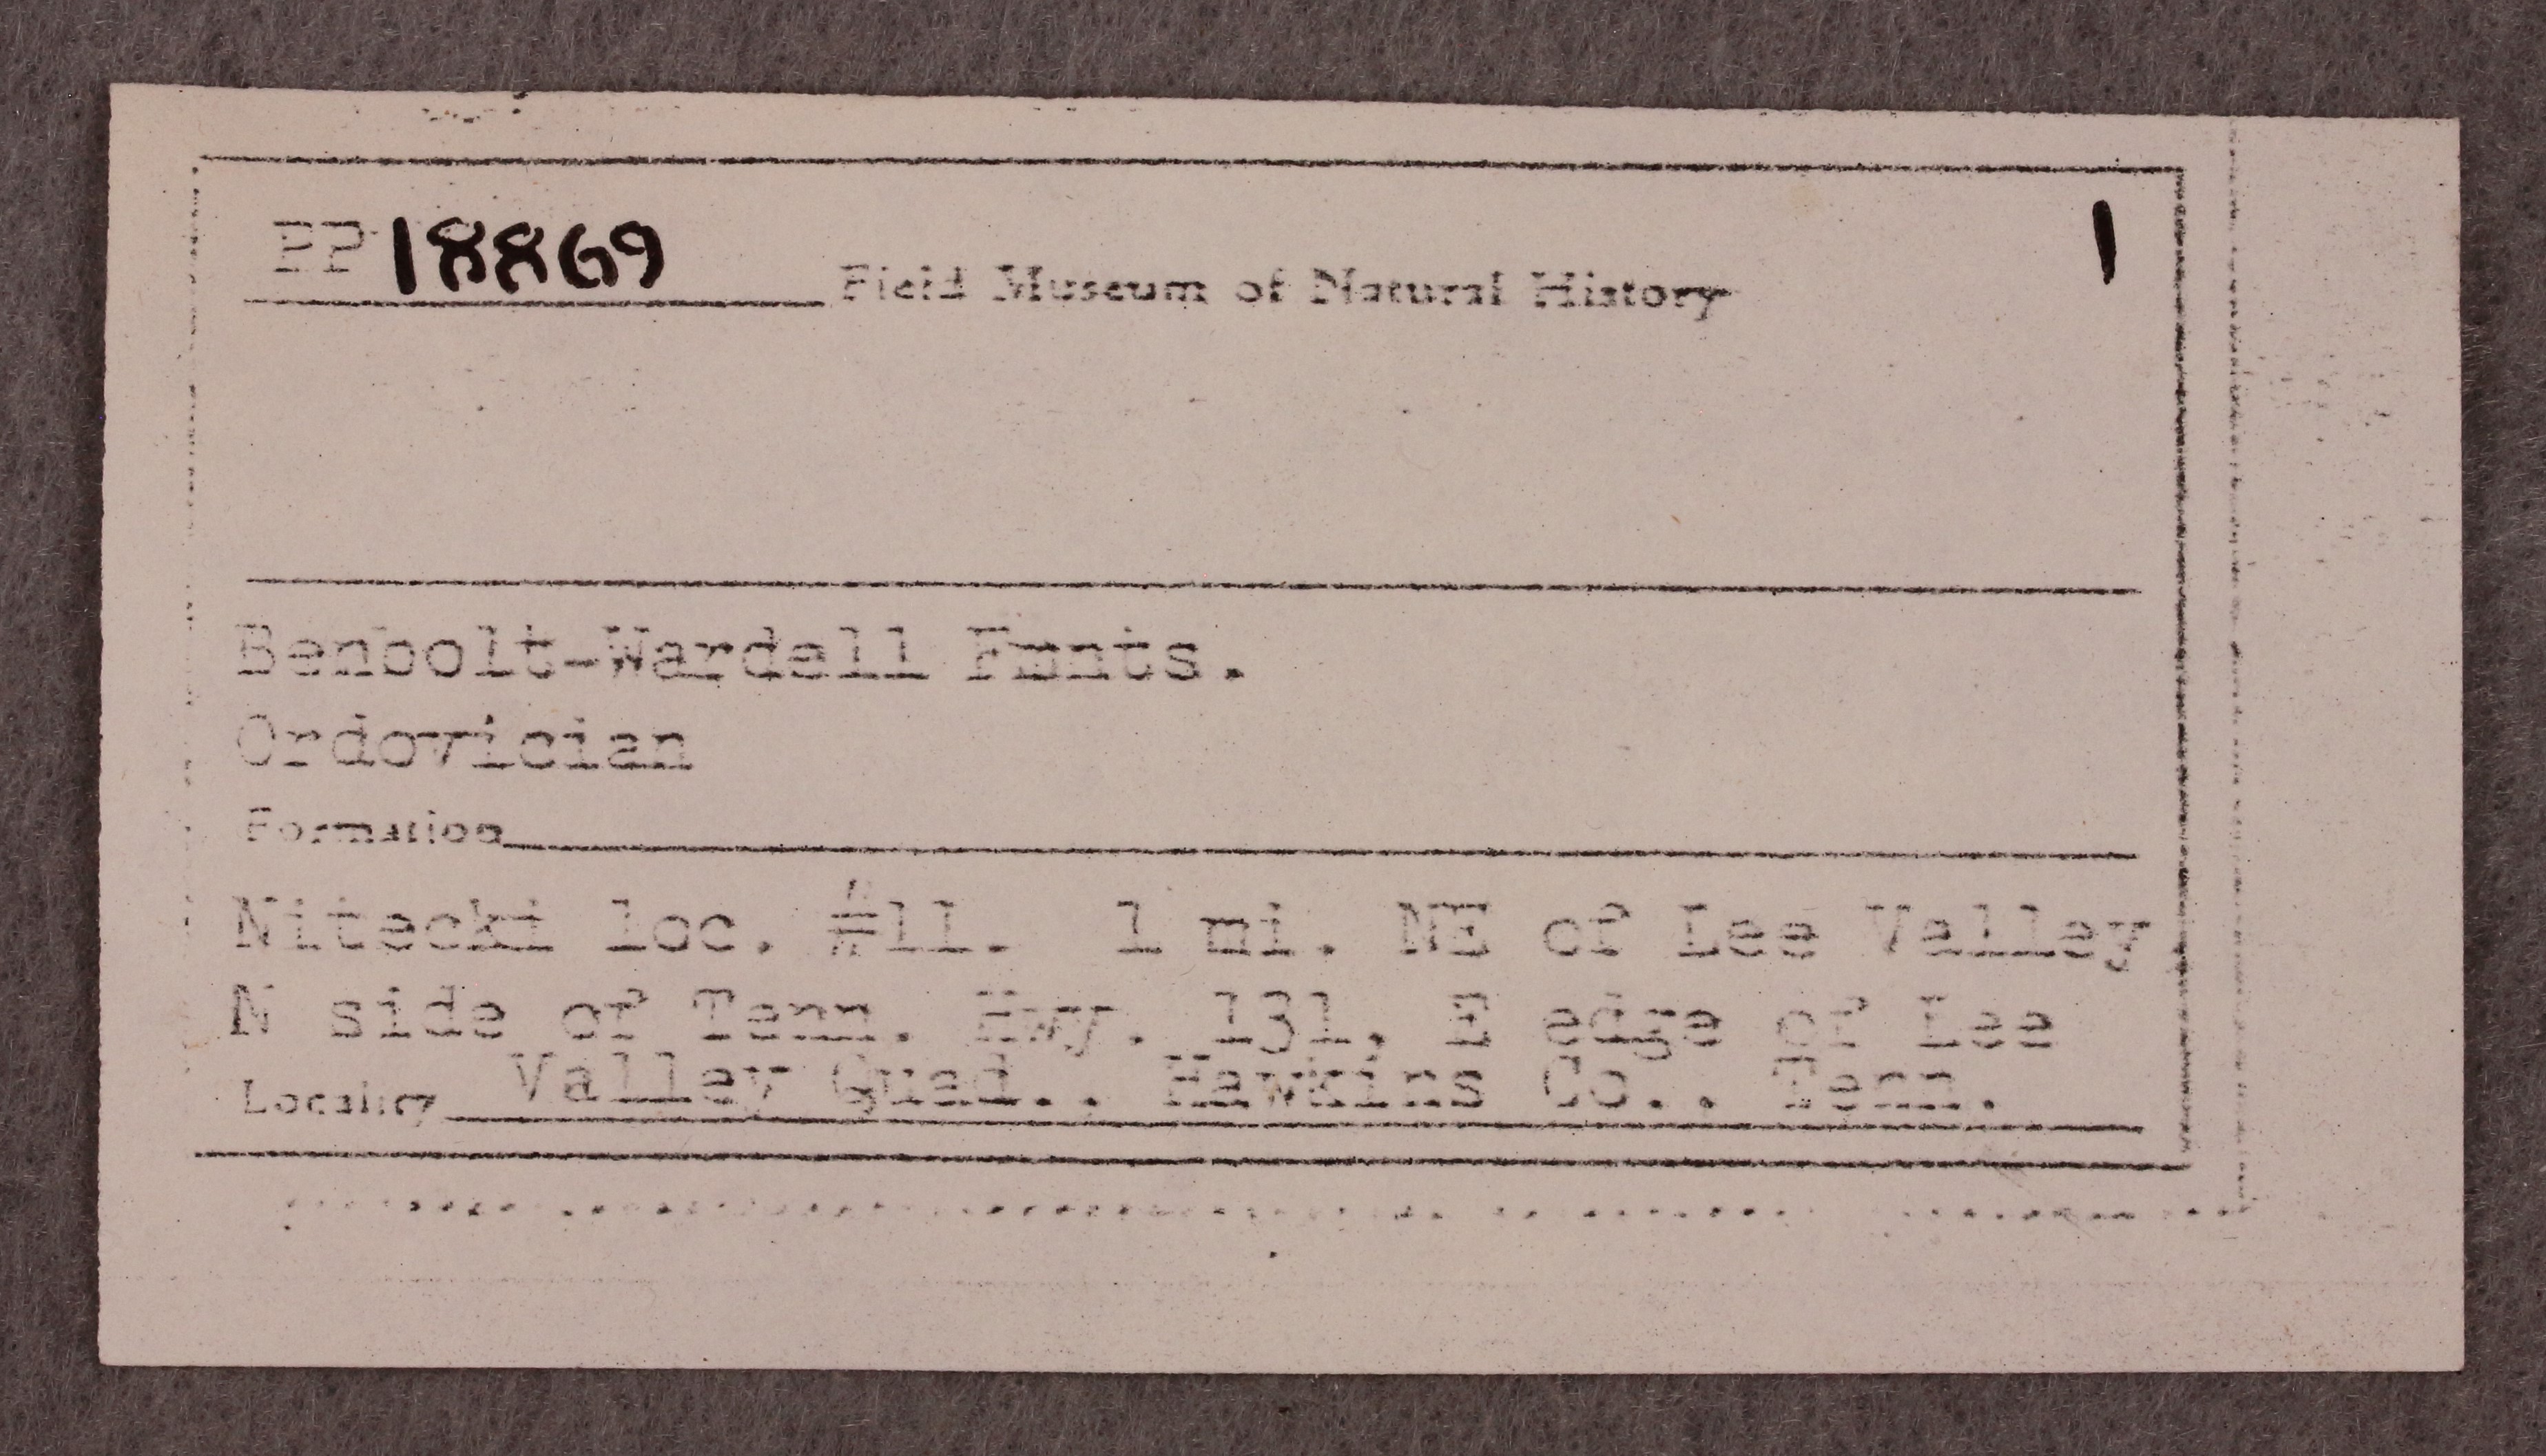 PP 18869 Field Museum of Natural History 1
Benbolt-Wardell Fmnts.
Ordovician
Formation
Nitecki loc. #11. 1 mi. NE of Lee Valley
N side of Tenn. Hwy. 131, E edge of Lee
Locality Valley Quad., Hawkins Co., Tenn.